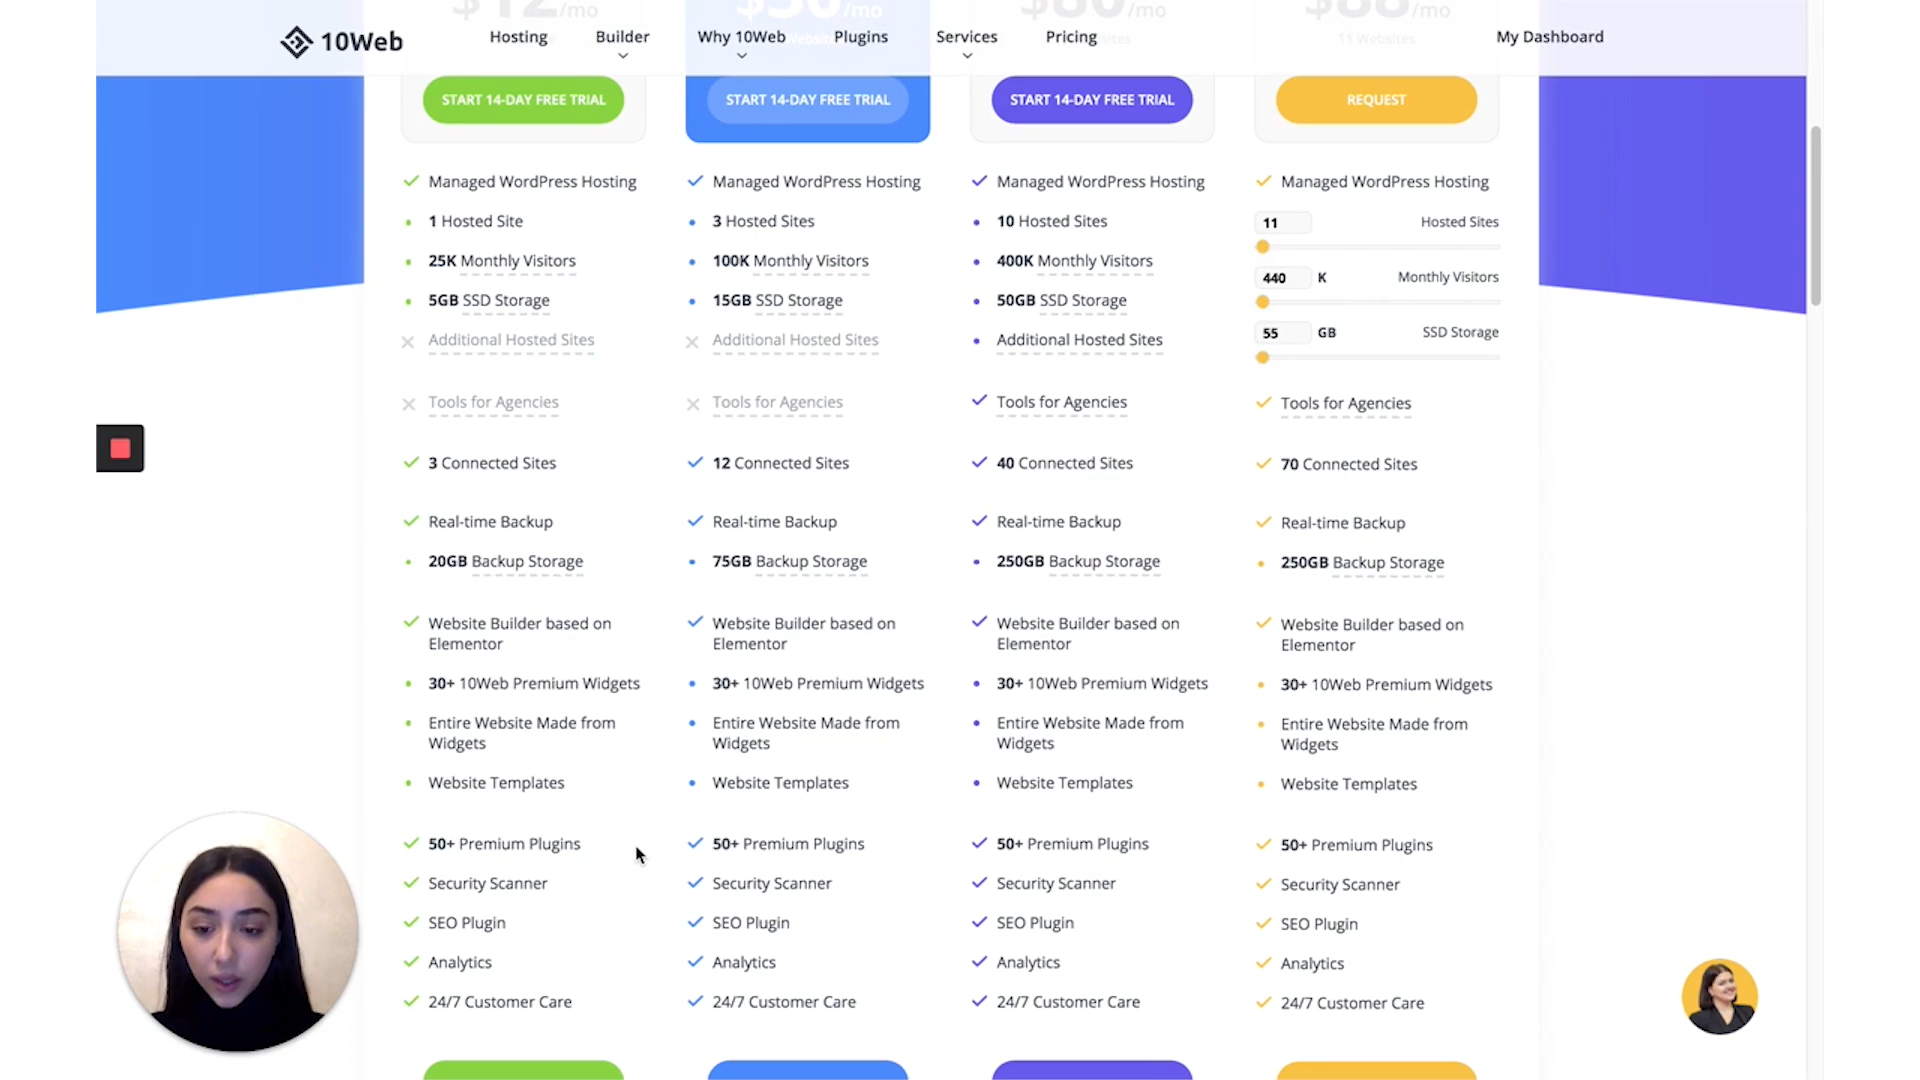 $12/mo
$30/mo
$80/mo
$88/mo
11 Websites
10Web
Hosting
Builder
Why 10Web
Plugins
Services
Pricing
My Dashboard
START 14-DAY FREE TRIAL
START 14-DAY FREE TRIAL
START 14-DAY FREE TRIAL
REQUEST
Managed WordPress Hosting
1 Hosted Site
25K Monthly Visitors
5GB SSD Storage
Additional Hosted Sites
Tools for Agencies
3 Connected Sites
Real-time Backup
20GB Backup Storage
Website Builder based on
Elementor
30+ 10Web Premium Widgets
Entire Website Made from
Widgets
Website Templates
50+ Premium Plugins
Security Scanner
SEO Plugin
Analytics
24/7 Customer Care
Managed WordPress Hosting
3 Hosted Sites
100K Monthly Visitors
15GB SSD Storage
Additional Hosted Sites
Tools for Agencies
12 Connected Sites
Real-time Backup
75GB Backup Storage
Website Builder based on
Elementor
30+ 10Web Premium Widgets
Entire Website Made from
Widgets
Website Templates
50+ Premium Plugins
Security Scanner
SEO Plugin
Analytics
24/7 Customer Care
Managed WordPress Hosting
10 Hosted Sites
400K Monthly Visitors
50GB SSD Storage
Additional Hosted Sites
Tools for Agencies
40 Connected Sites
Real-time Backup
250GB Backup Storage
Website Builder based on
Elementor
30+ 10Web Premium Widgets
Entire Website Made from
Widgets
Website Templates
50+ Premium Plugins
Security Scanner
SEO Plugin
Analytics
24/7 Customer Care
Managed WordPress Hosting
11 Hosted Sites
440 K Monthly Visitors
55 GB SSD Storage
Tools for Agencies
70 Connected Sites
Real-time Backup
250GB Backup Storage
Website Builder based on
Elementor
30+ 10Web Premium Widgets
Entire Website Made from
Widgets
Website Templates
50+ Premium Plugins
Security Scanner
SEO Plugin
Analytics
24/7 Customer Care